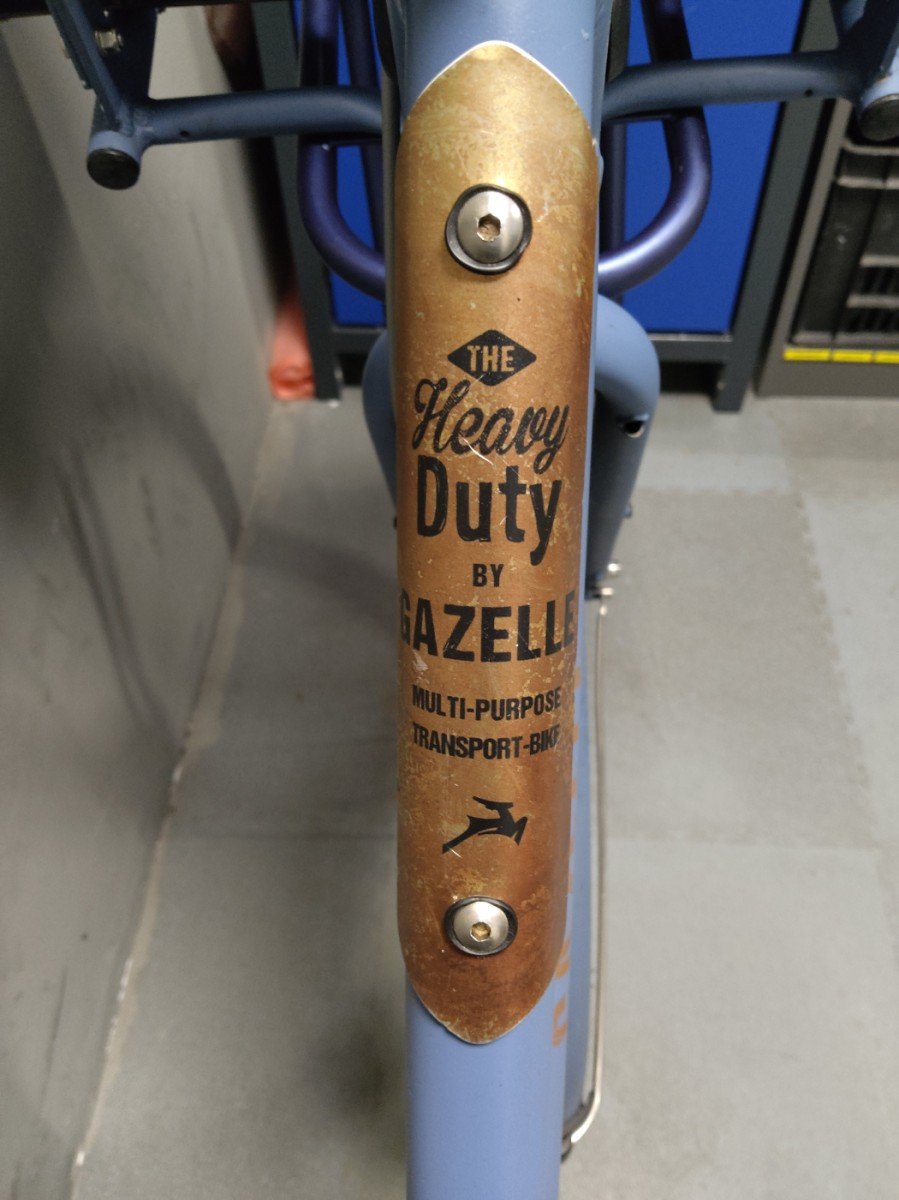 THE
Heavy
Duty
BY
GAZELLE
MULTI-PURPOSE
TRANSPORT-BIKE